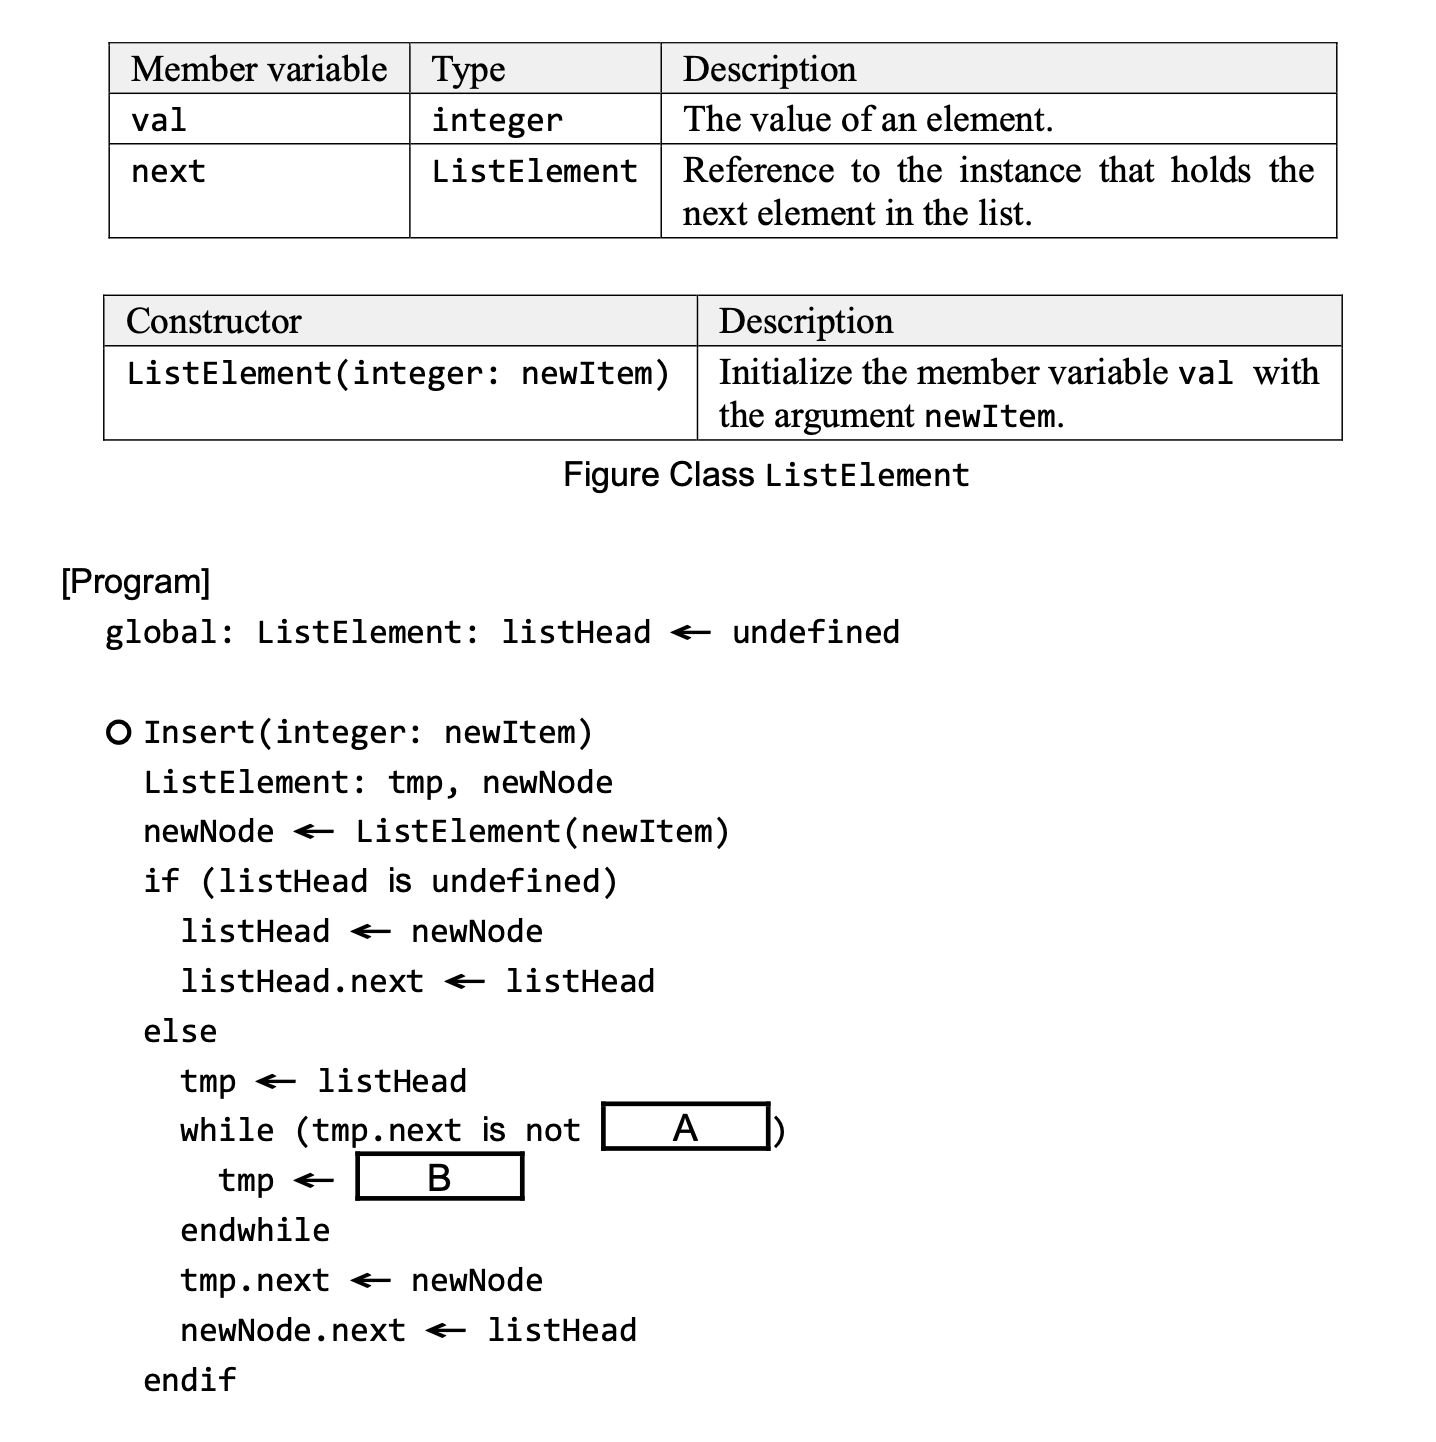 Member variable Type Description
val integer The value of an element.
next ListElement Reference to the instance that holds the
next element in the list.
Constructor Description
ListElement(integer: newItem) Initialize the member variable val with
the argument newItem.
Figure Class ListElement
[Program]
global: ListElement: listHead ← undefined
○ Insert(integer: newItem)
ListElement: tmp, newNode
newNode ← ListElement(newItem)
if (listHead is undefined)
listHead ← newNode
listHead.next ← listHead
else
tmp ← listHead
while (tmp.next is not A)
tmp ← B
endwhile
tmp.next ← newNode
newNode.next ← listHead
endif